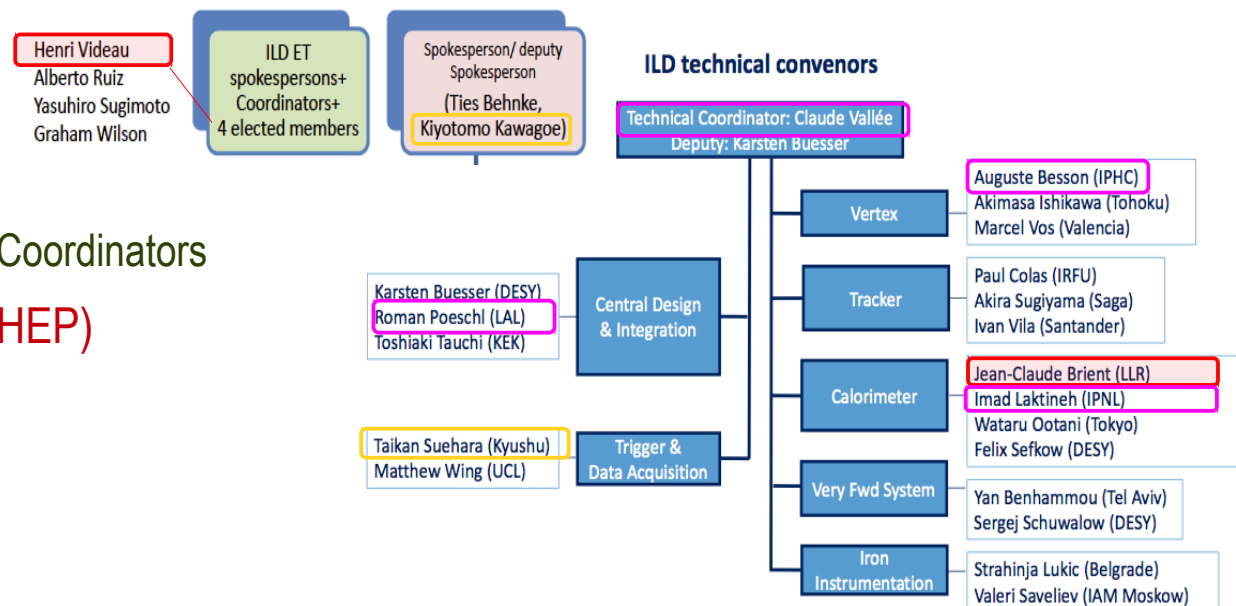 Henri Videau
Alberto Ruiz
Yasuhiro Sugimoto
Graham Wilson
ILD ET
spokespersons+
Coordinators+
4 elected members
Spokesperson/ deputy
Spokesperson
(Ties Behnke,
Kiyotomo Kawagoe)
ILD technical convenors
Technical Coordinator: Claude Vallée
Deputy: Karsten Buesser
Coordinators
HEP)
Karsten Buesser (DESY)
Roman Poeschl (LAL)
Toshiaki Tauchi (KEK)
Central Design
& Integration
Taikan Suehara (Kyushu)
Matthew Wing (UCL)
Trigger &
Data Acquisition
Vertex
Auguste Besson (IPHC)
Akimasa Ishikawa (Tohoku)
Marcel Vos (Valencia)
Tracker
Paul Colas (IRFU)
Akira Sugiyama (Saga)
Ivan Vila (Santander)
Calorimeter
Jean-Claude Brient (LLR)
Imad Laktineh (IPNL)
Wataru Ootani (Tokyo)
Felix Sefkow (DESY)
Very Fwd System
Yan Benhammou (Tel Aviv)
Sergej Schuwalow (DESY)
Iron
Instrumentation
Strahinja Lukic (Belgrade)
Valeri Saveliev (IAM Moskow)